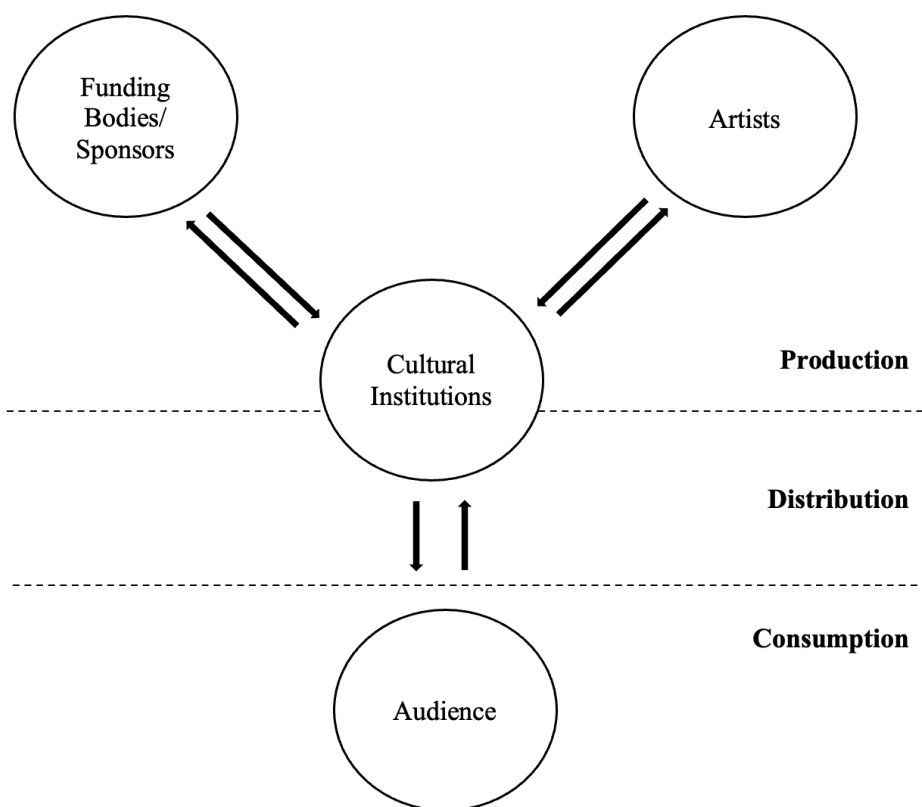 Funding
Bodies/
Sponsors
Artists
Cultural
Institutions
Production
Distribution
Consumption
Audience